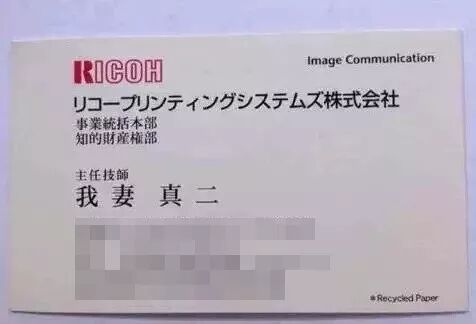 RICOH
Image Communication
リコープリンティングシステムズ株式会社
事業統括本部
知的財産権部
主任技師
我妻 真二
*Recycled Paper